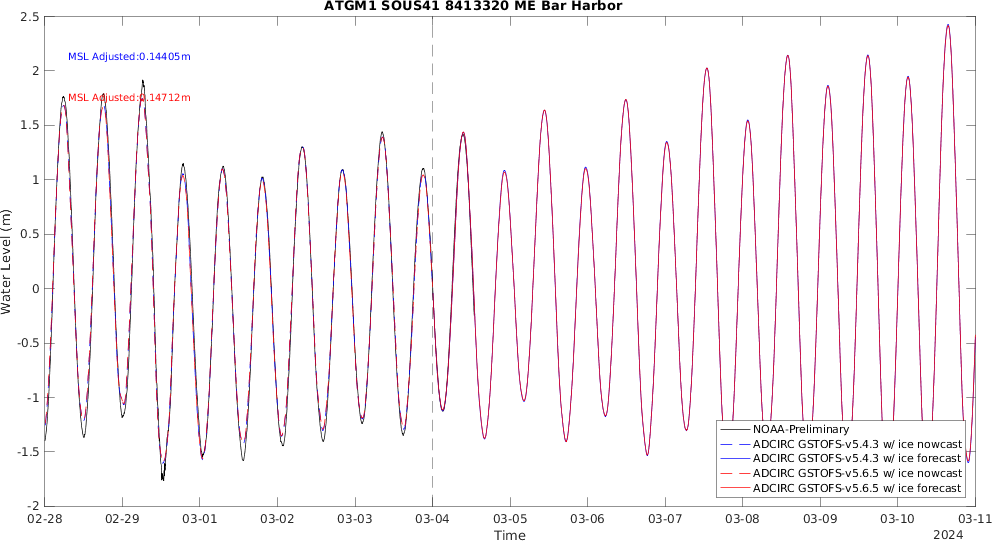 ATGM1 SOUS41 8413320 ME Bar Harbor
2.5
2
1.5
1
0.5
0
-0.5
-1
-1.5
-2
Water Level (m)
MSL Adjusted:0.14405m
MSL Adjusted:0.14712m
NOAA-Preliminary
ADCIRC GSTOFS-v5.4.3 w/ ice nowcast
ADCIRC GSTOFS-v5.4.3 w/ ice forecast
ADCIRC GSTOFS-v5.6.5 w/ ice nowcast
ADCIRC GSTOFS-v5.6.5 w/ ice forecast
02-28 02-29 03-01 03-02 03-03 03-04 03-05 03-06 03-07 03-08 03-09 03-10 03-11
Time
2024